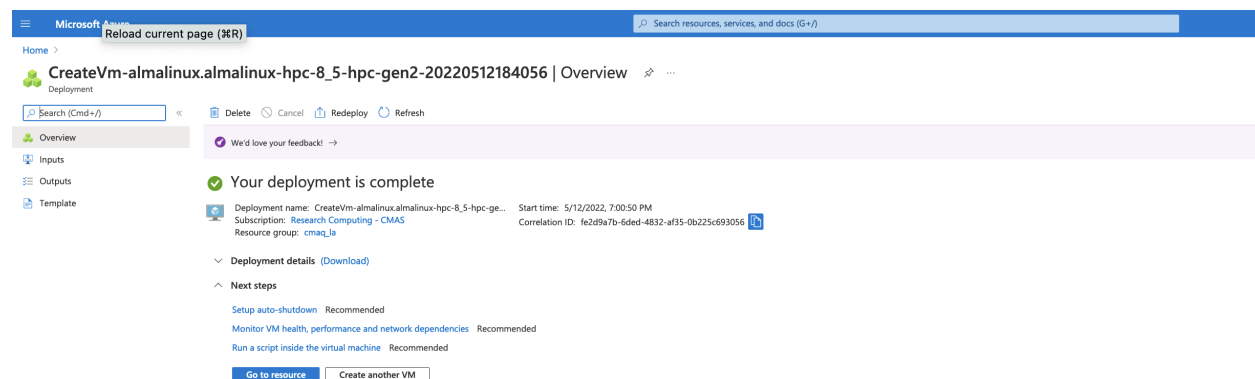 Microsoft Azure
Search resources, services, and docs (G+/)
Reload current page (⌘R)
Home >
CreateVm-almalinux.almalinux-hpc-8_5-hpc-gen2-20220512184056 | Overview
Deployment
Search (Cmd+/)
«
Delete
Cancel
Redeploy
Refresh
Overview
Inputs
Outputs
Template
We'd love your feedback! →
Your deployment is complete
Deployment name: CreateVm-almalinux.almalinux-hpc-8_5-hpc-ge...
Subscription: Research Computing - CMAS
Resource group: cmaq_la
Start time: 5/12/2022, 7:00:50 PM
Correlation ID: fe2d9a7b-6ded-4832-af35-0b225c693056
Deployment details (Download)
Next steps
Setup auto-shutdown Recommended
Monitor VM health, performance and network dependencies Recommended
Run a script inside the virtual machine Recommended
Go to resource
Create another VM